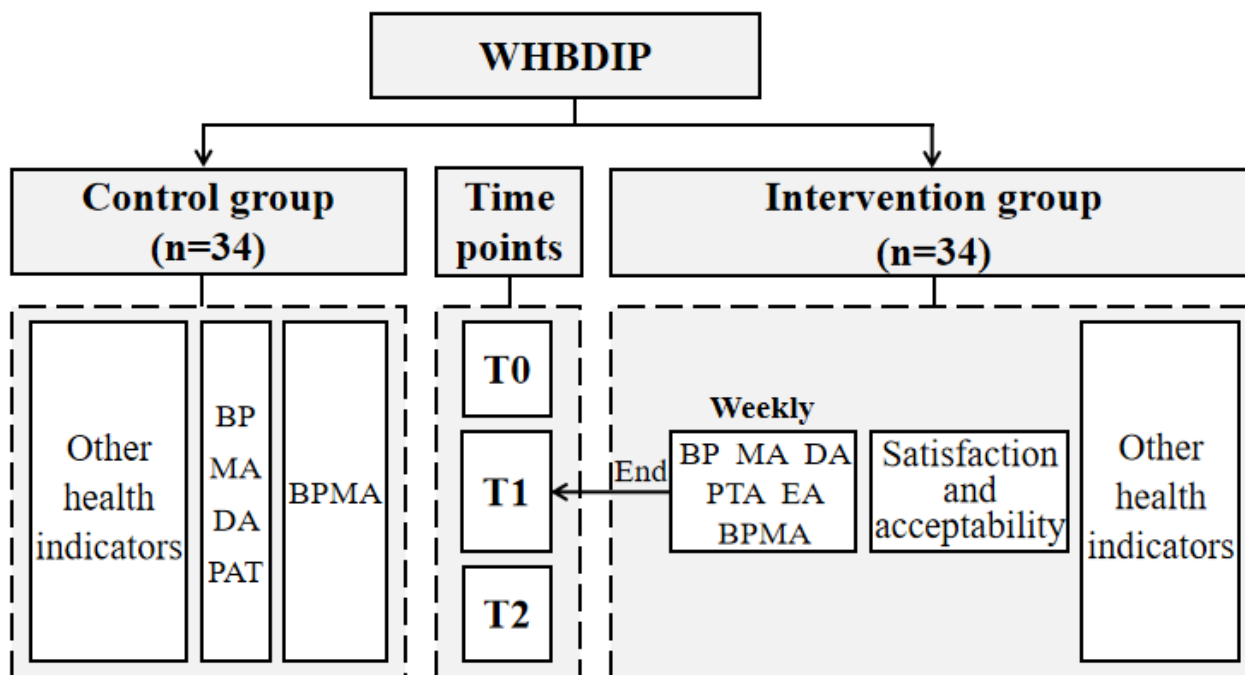 WHBDIP
Control group
(n=34)
Time
points
Intervention group
(n=34)
Other
health
indicators
BP
MA
DA
PAT
BPMA
T0
T1
T2
End
Weekly
BP MA DA
PTA EA
BPMA
Satisfaction
and
acceptability
Other
health
indicators